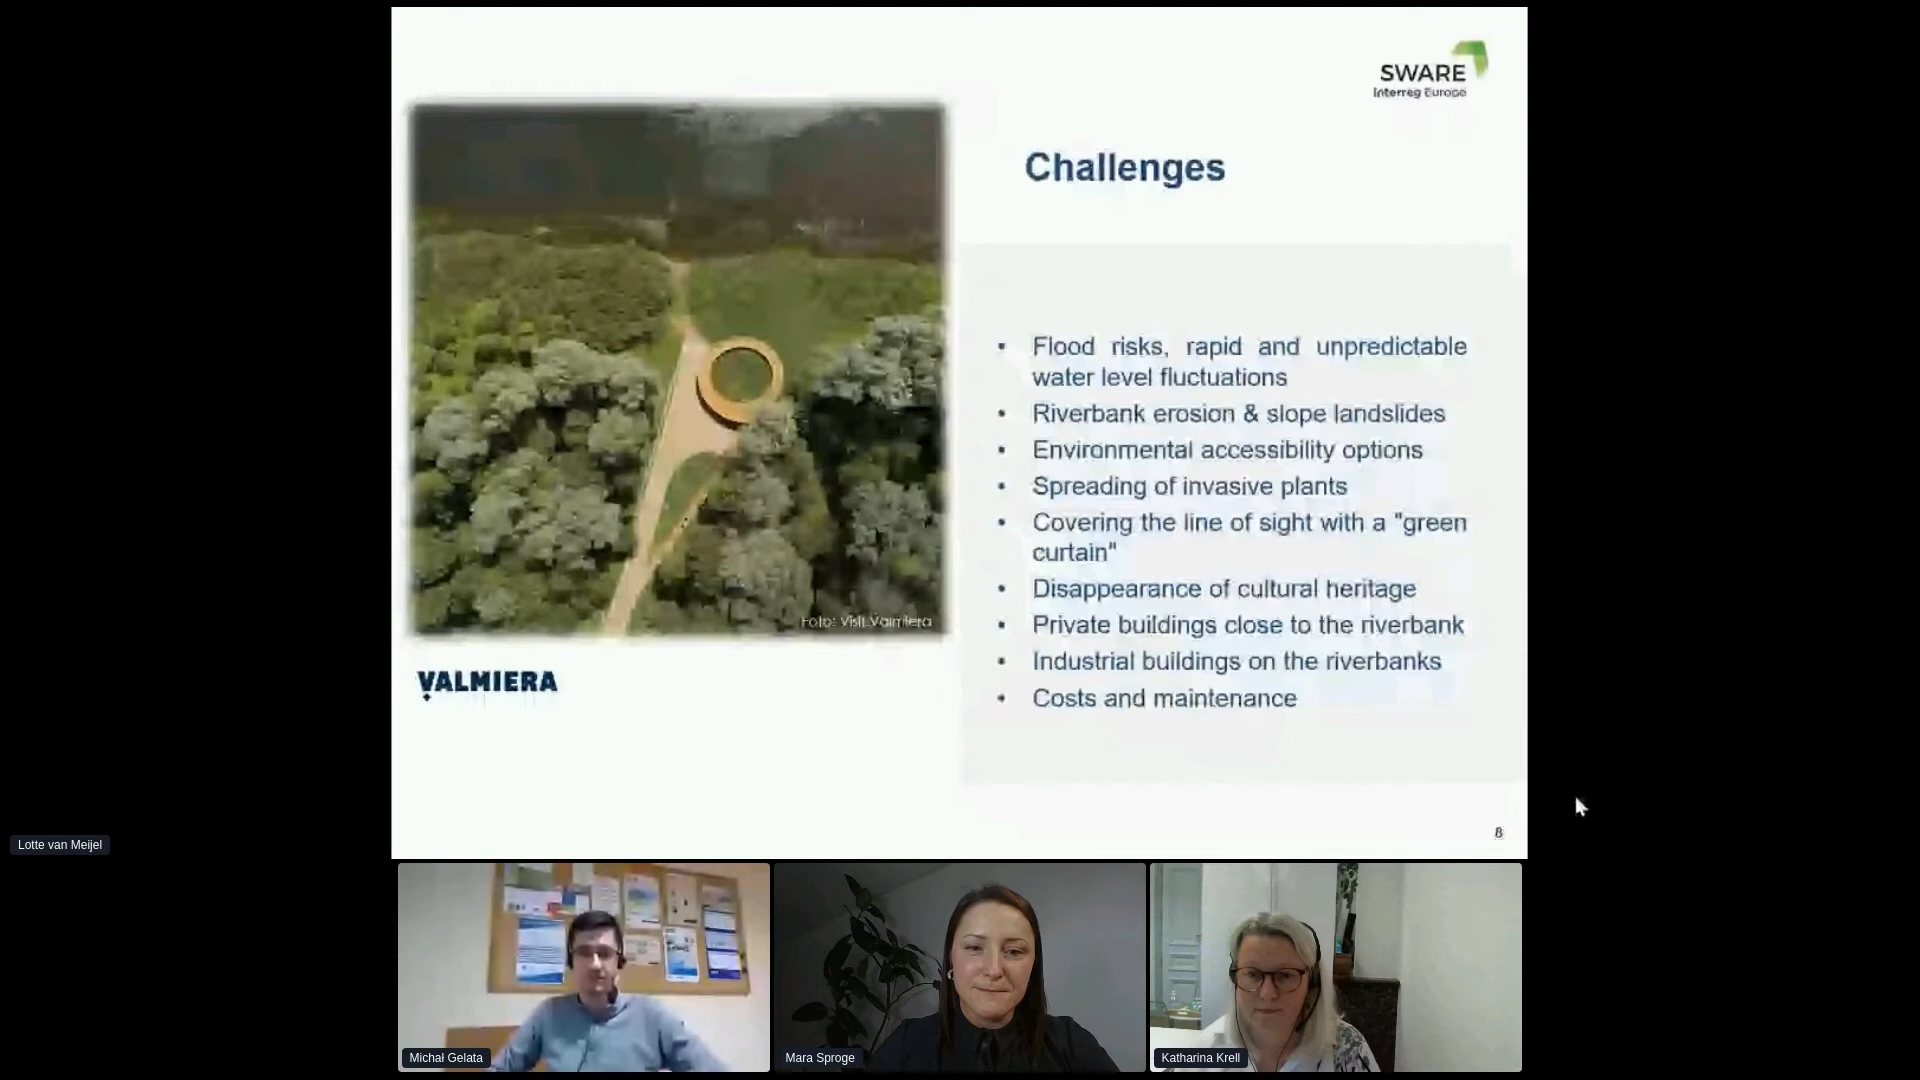 SWARE
Interreg Europe
Challenges
• Flood risks, rapid and unpredictable
water level fluctuations
• Riverbank erosion & slope landslides
• Environmental accessibility options
• Spreading of invasive plants
• Covering the line of sight with a "green
curtain"
• Disappearance of cultural heritage
• Private buildings close to the riverbank
• Industrial buildings on the riverbanks
• Costs and maintenance
Foto: Visit Valmiera
VALMIERA
8
Lotte van Meijel
Michał Gelata
Mara Sproge
Katharina Krell